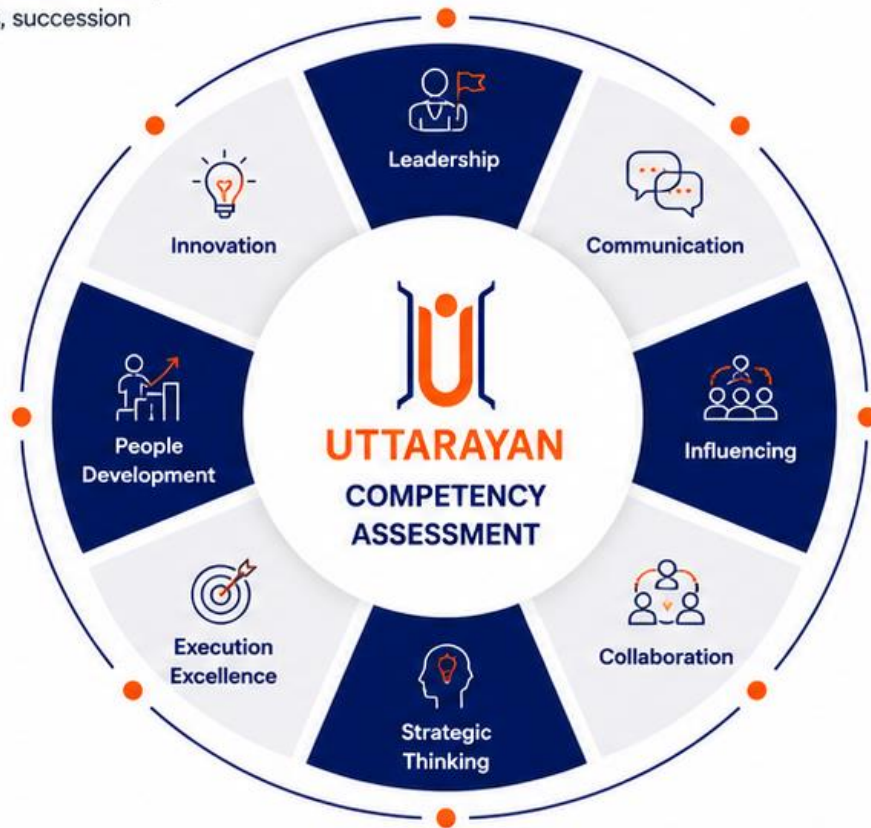 , succession
Leadership
Communication
Influencing
Collaboration
Strategic
Thinking
Execution
Excellence
People
Development
Innovation
UTTARAYAN
COMPETENCY
ASSESSMENT